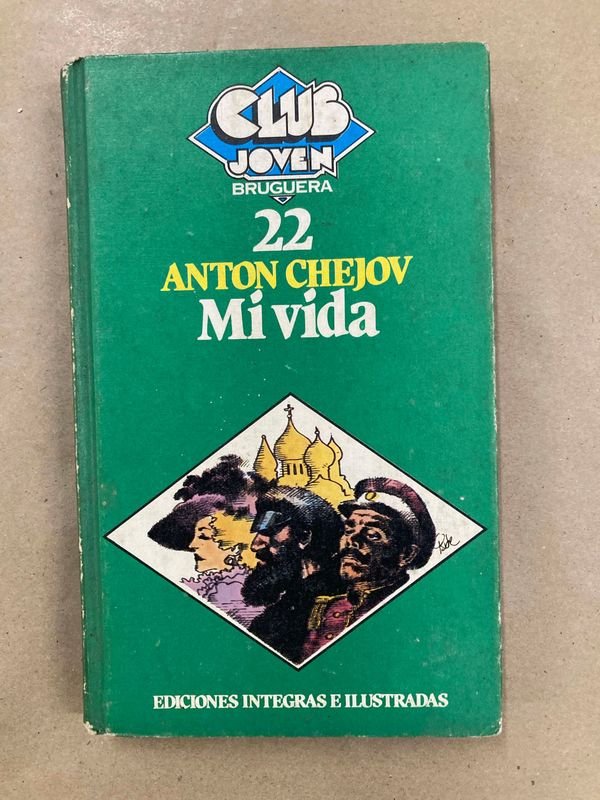 CLUB
JOVEN
BRUGUERA
22
ANTON CHEJOV
Mi vida
EDICIONES INTEGRAS E ILUSTRADAS